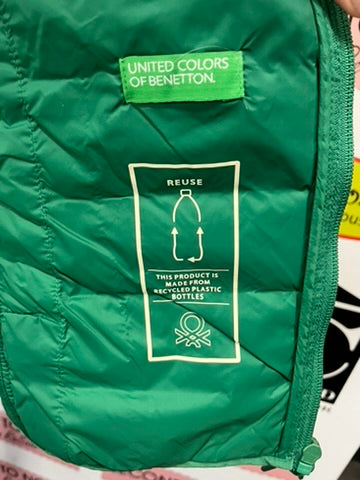 UNITED COLORS
OF BENETTON.
REUSE
THIS PRODUCT IS
MADE FROM
RECYCLED PLASTIC
BOTTLES